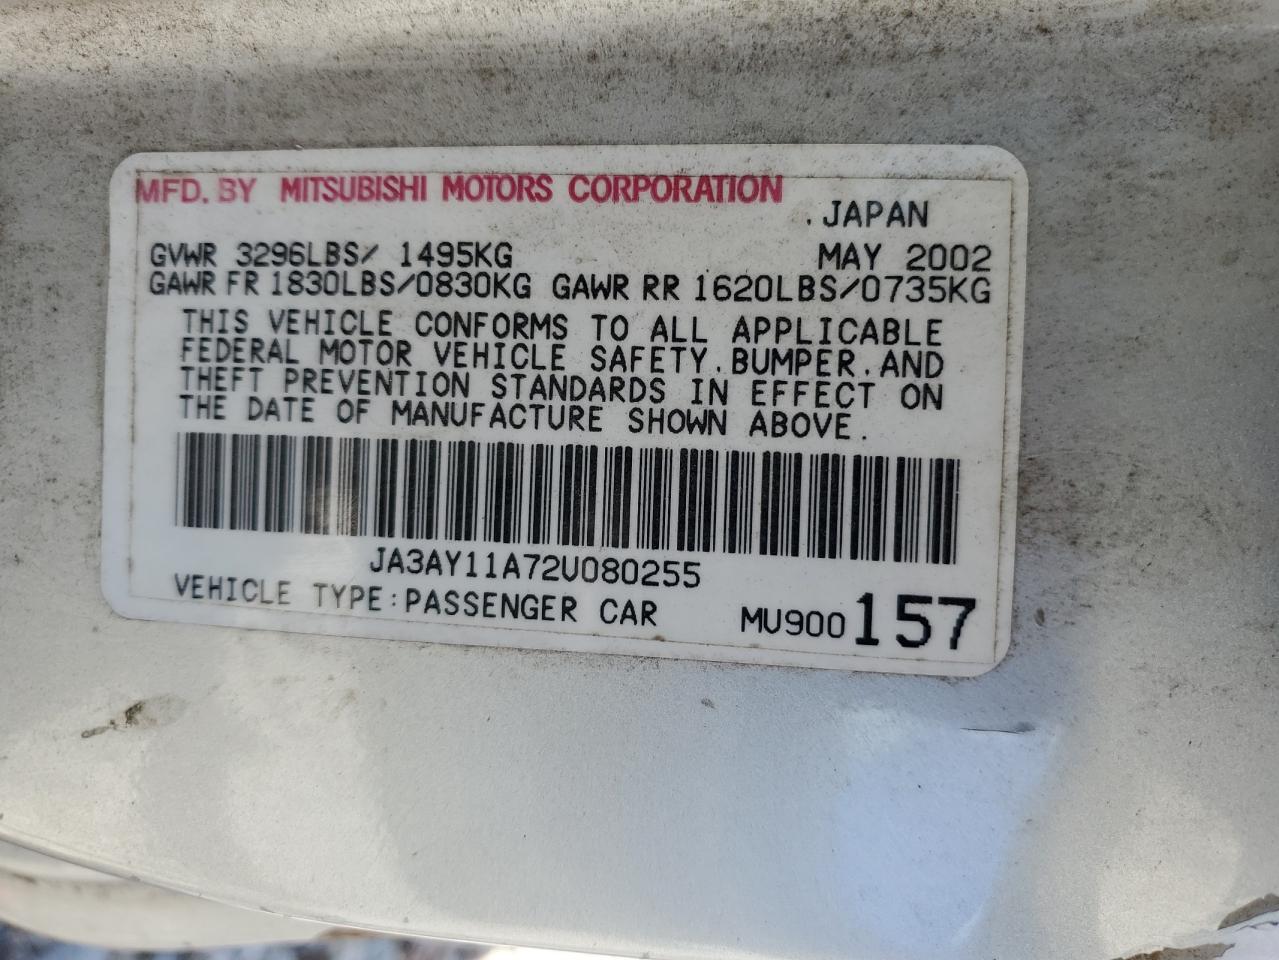 MFD. BY MITSUBISHI MOTORS CORPORATION
. JAPAN
GVWR 3296LBS/ 1495KG MAY 2002
GAWR FR 1830LBS/0830KG GAWR RR 1620LBS/0735KG
THIS VEHICLE CONFORMS TO ALL APPLICABLE
FEDERAL MOTOR VEHICLE SAFETY.BUMPER.AND
THEFT PREVENTION STANDARDS IN EFFECT ON
THE DATE OF MANUFACTURE SHOWN ABOVE.
JA3AY11A72U080255
VEHICLE TYPE:PASSENGER CAR MU900157